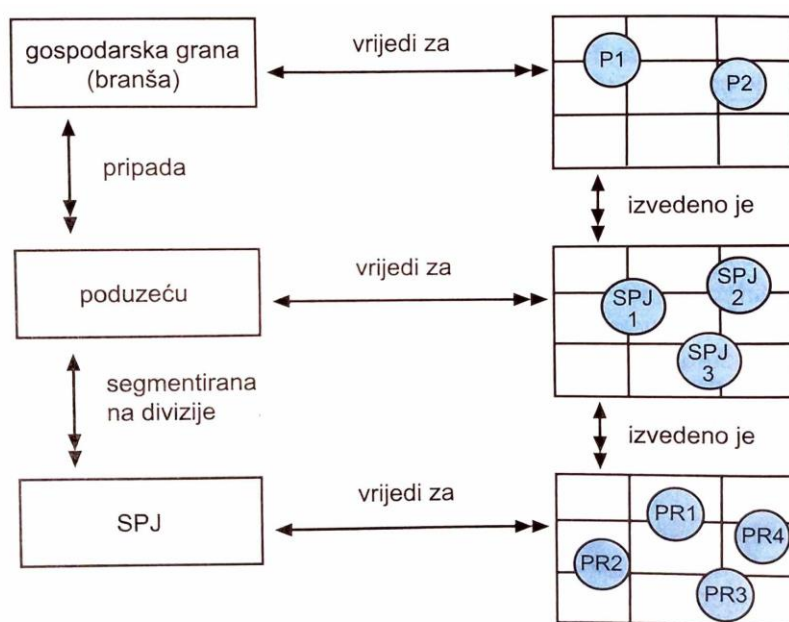 gospodarska grana
(branša)
vrijedi za
P1
P2
pripada
izvedeno je
poduzeću
vrijedi za
SPJ
1
SPJ
2
SPJ
3
segmentirana
na divizije
izvedeno je
SPJ
vrijedi za
PR1
PR4
PR2
PR3